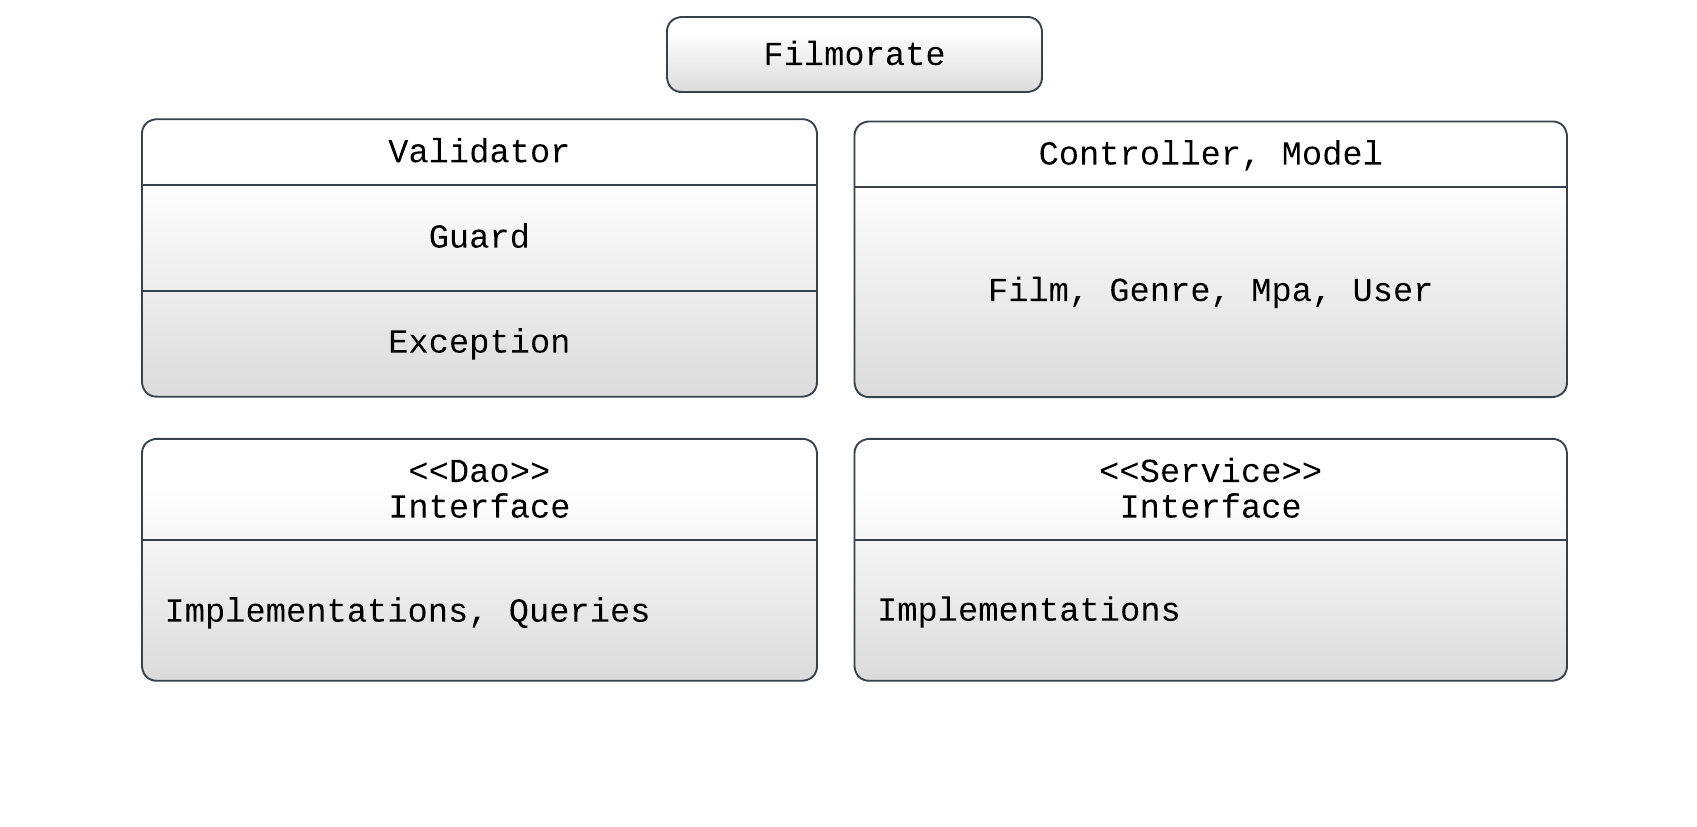 Filmorate
Validator
Guard
Exception
Controller, Model
Film, Genre, Mpa, User
<<Dao>>
Interface
Implementations, Queries
<<Service>>
Interface
Implementations